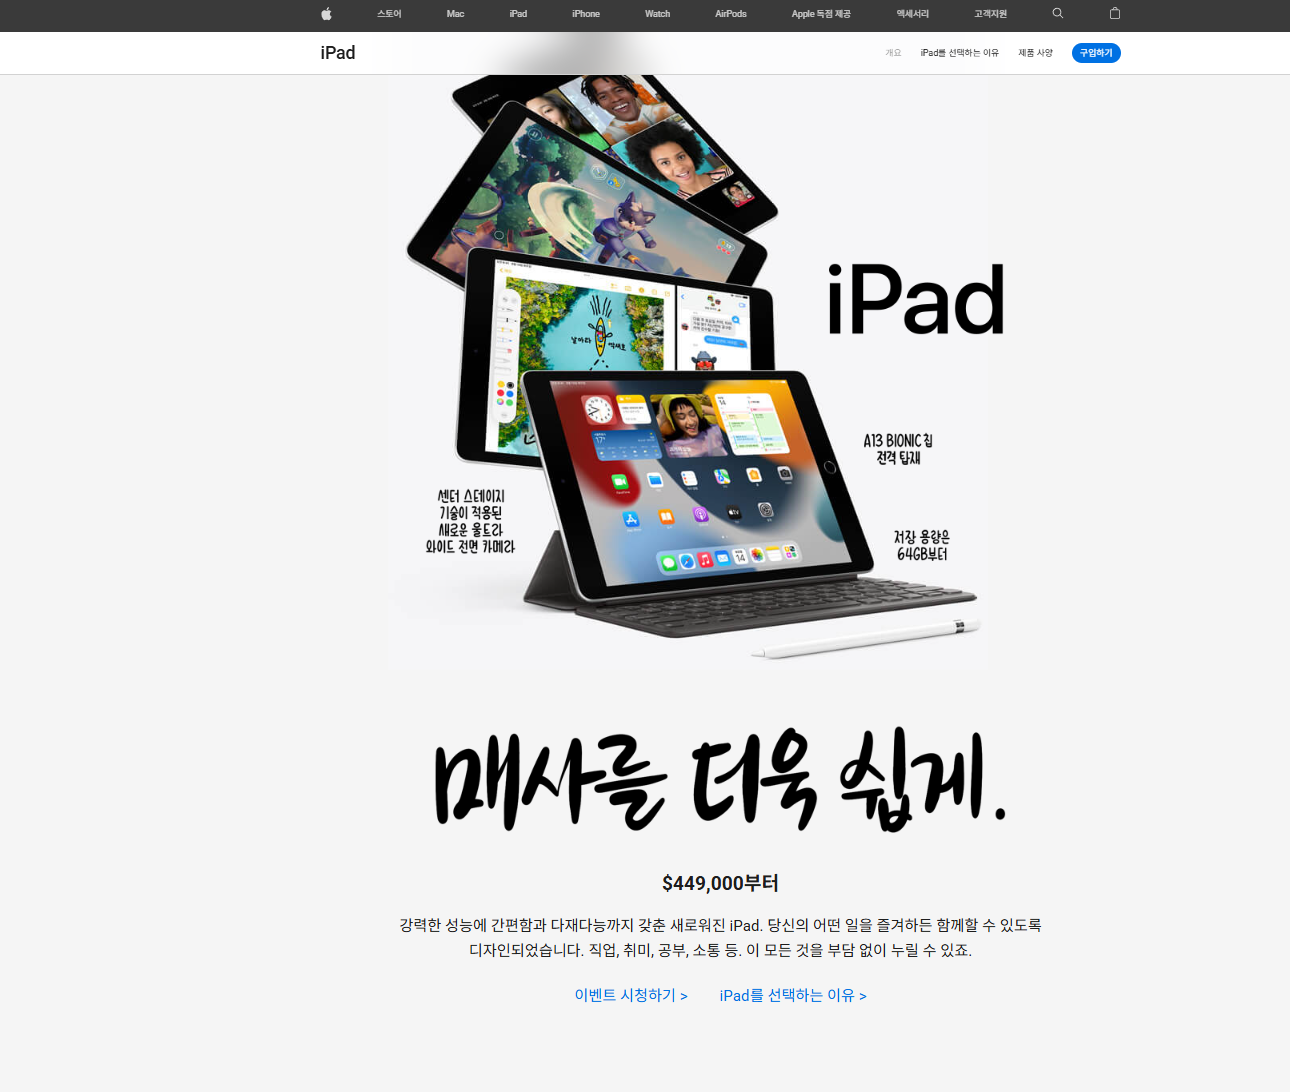 스토어 Mac iPad iPhone Watch AirPods Apple 독점 제공 액세서리 고객지원
iPad 개요 iPad를 선택하는 이유 제품 사양 구입하기
iPad
날마다 억새로
A13 BIONIC 칩
전격 탑재
센터 스테이지
기술이 적용된
새로운 울트라
와이드 전면 카메라
저장 용량은
64GB부터
매사를 더욱 쉽게.
$449,000부터
강력한 성능에 간편함과 다재다능까지 갖춘 새로워진 iPad. 당신의 어떤 일을 즐겨하든 함께할 수 있도록
디자인되었습니다. 직업, 취미, 공부, 소통 등. 이 모든 것을 부담 없이 누릴 수 있죠.
이벤트 시청하기 > iPad를 선택하는 이유 >